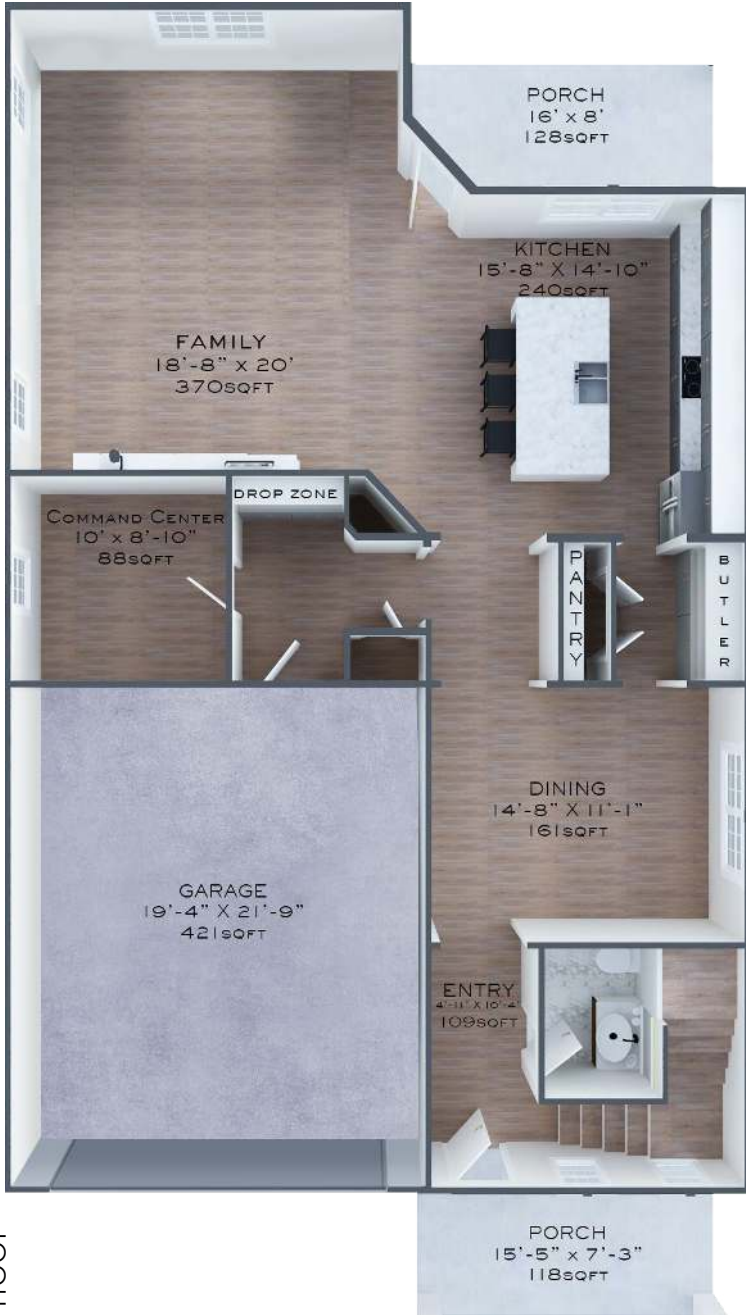 PORCH
16' x 8'
128SQFT
KITCHEN
15'-8" X 14'-10"
240SQFT
FAMILY
18'-8" x 20'
370SQFT
DROP ZONE
COMMAND CENTER
10' x 8'-10"
88SQFT
PANTRY
BUTLER
DINING
14'-8" X 11'-1"
161SQFT
GARAGE
19'-4" X 21'-9"
421SQFT
ENTRY
109SQFT
PORCH
15'-5" x 7'-3"
118SQFT